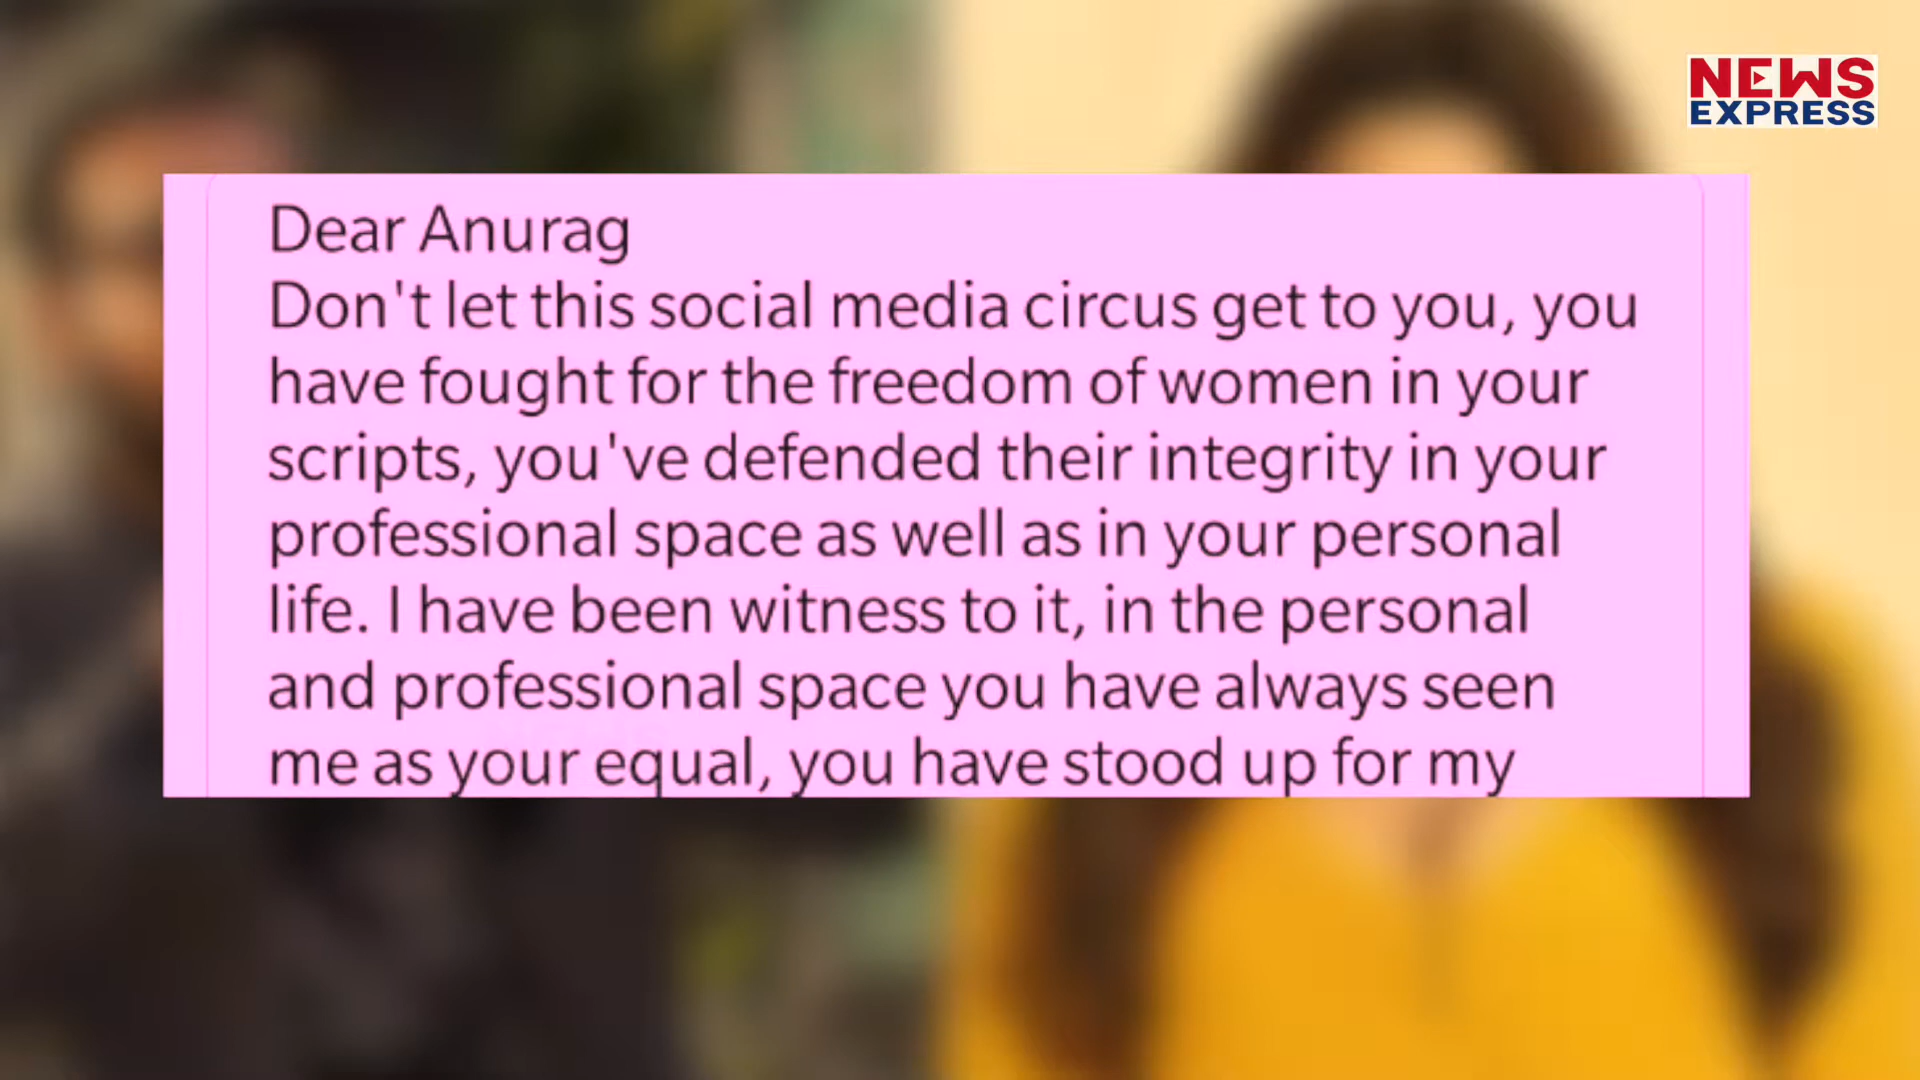 NEWS
EXPRESS
Dear Anurag
Don't let this social media circus get to you, you
have fought for the freedom of women in your
scripts, you've defended their integrity in your
professional space as well as in your personal
life. I have been witness to it, in the personal
and professional space you have always seen
me as your equal, you have stood up for my